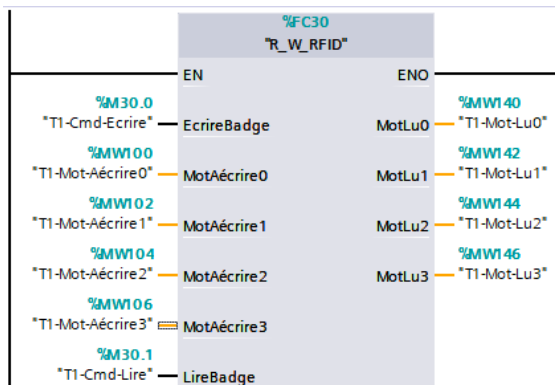 %FC30
"R_W_RFID"
EN ENO
%M30.0 %MW140
"T1-Cmd-Ecrire" EcrireBadge MotLu0 "T1-Mot-Lu0"
%MW100 %MW142
"T1-Mot-Aécrire0" MotAécrire0 MotLu1 "T1-Mot-Lu1"
%MW102 %MW144
"T1-Mot-Aécrire1" MotAécrire1 MotLu2 "T1-Mot-Lu2"
%MW104 %MW146
"T1-Mot-Aécrire2" MotAécrire2 MotLu3 "T1-Mot-Lu3"
%MW106
"T1-Mot-Aécrire3" MotAécrire3
%M30.1
"T1-Cmd-Lire" LireBadge